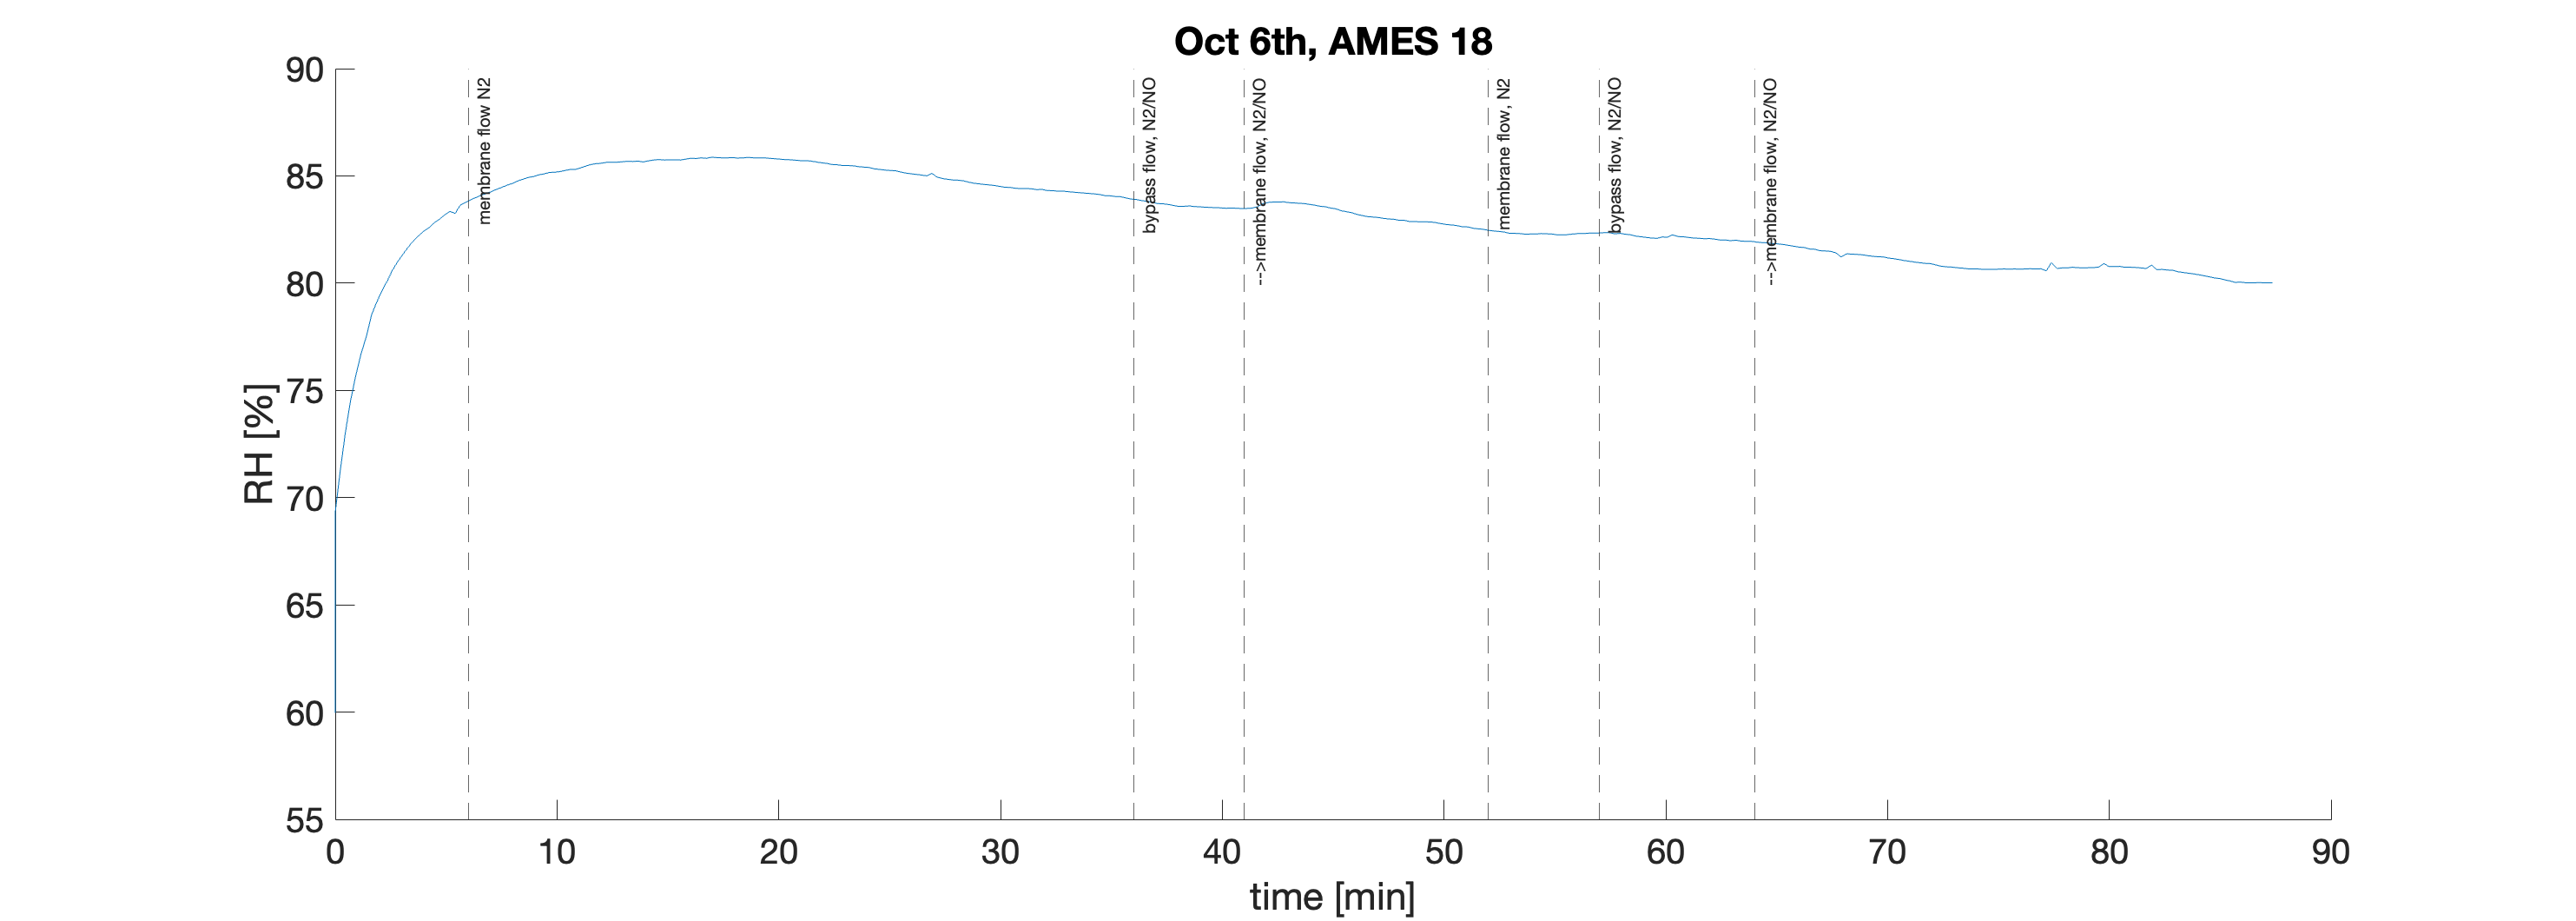 Oct 6th, AMES 18
90
85
80
75
70
65
60
55
RH [%]
membrane flow N2
bypass flow, N2/NO
-->membrane flow, N2/NO
membrane flow, N2
bypass flow, N2/NO
-->membrane flow, N2/NO
0 10 20 30 40 50 60 70 80 90
time [min]